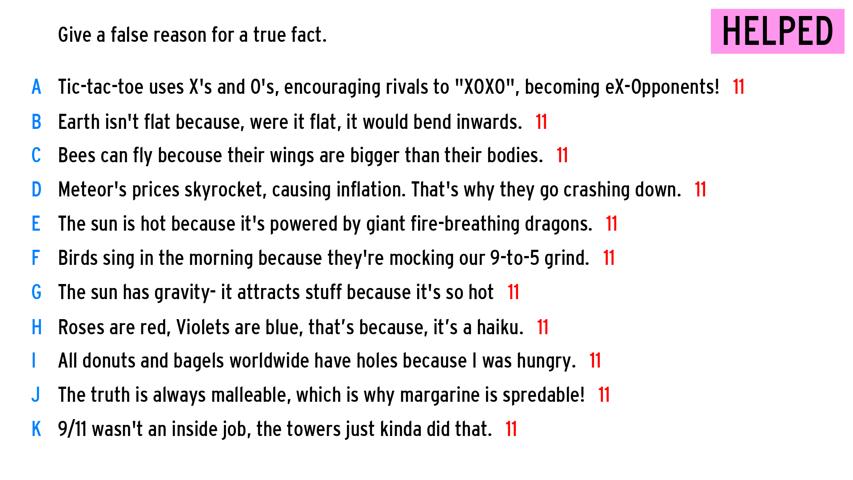 Give a false reason for a true fact.
HELPED
A Tic-tac-toe uses X's and O's, encouraging rivals to "XOXO", becoming eX-Opponents! 11
B Earth isn't flat because, were it flat, it would bend inwards. 11
C Bees can fly becouse their wings are bigger than their bodies. 11
D Meteor's prices skyrocket, causing inflation. That's why they go crashing down. 11
E The sun is hot because it's powered by giant fire-breathing dragons. 11
F Birds sing in the morning because they're mocking our 9-to-5 grind. 11
G The sun has gravity- it attracts stuff because it's so hot 11
H Roses are red, Violets are blue, that’s because, it’s a haiku. 11
I All donuts and bagels worldwide have holes because I was hungry. 11
J The truth is always malleable, which is why margarine is spredable! 11
K 9/11 wasn't an inside job, the towers just kinda did that. 11